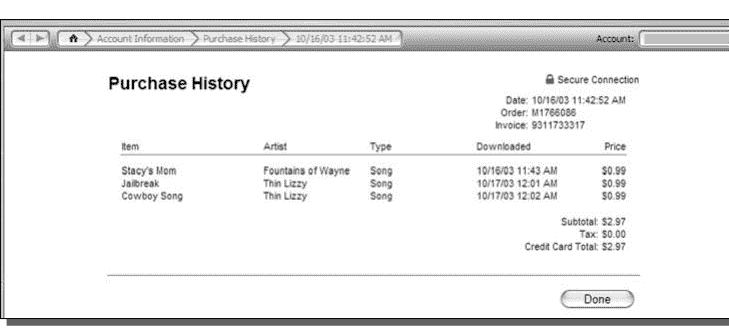 Account Information Purchase History 10/16/03 11:42:52 AM Account:
Purchase History
Secure Connection
Date: 10/16/03 11:42:52 AM
Order: M1766086
Invoice: 9311733317
Item Artist Type Downloaded Price
Stacy's Mom Fountains of Wayne Song 10/16/03 11:43 AM $0.99
Jailbreak Thin Lizzy Song 10/17/03 12:01 AM $0.99
Cowboy Song Thin Lizzy Song 10/17/03 12:02 AM $0.99
Subtotal: $2.97
Tax: $0.00
Credit Card Total: $2.97
Done